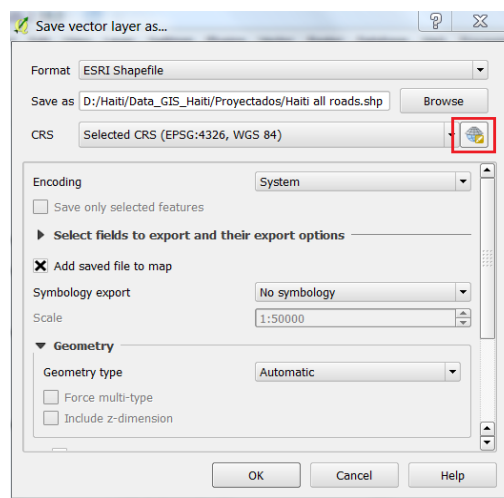 Save vector layer as...
Format ESRI Shapefile
Save as D:/Haiti/Data_GIS_Haiti/Proyectados/Haiti all roads.shp Browse
CRS Selected CRS (EPSG:4326, WGS 84)
Encoding System
Save only selected features
Select fields to export and their export options
Add saved file to map
Symbology export No symbology
Scale 1:50000
Geometry
Geometry type Automatic
Force multi-type
Include z-dimension
OK Cancel Help